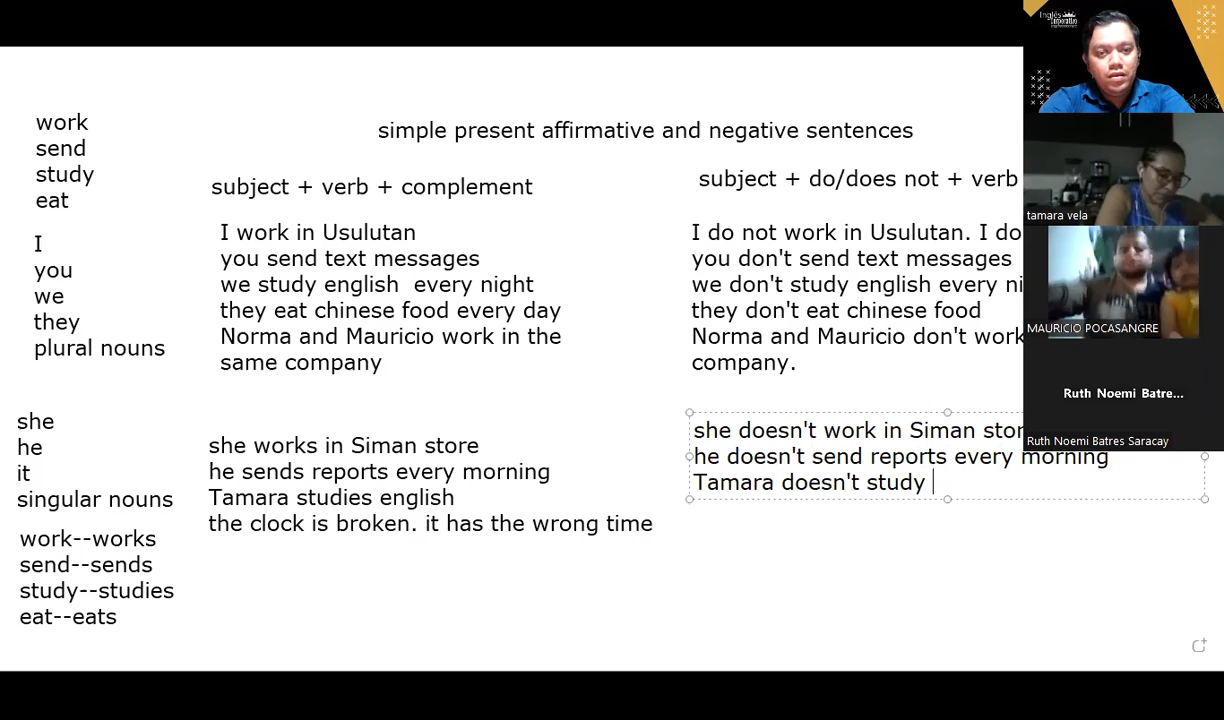 work
send
study
eat
I
you
we
they
plural nouns
she
he
it
singular nouns
work--works
send--sends
study--studies
eat--eats
simple present affirmative and negative sentences
subject + verb + complement
I work in Usulutan
you send text messages
we study english every night
they eat chinese food every day
Norma and Mauricio work in the
same company
she works in Siman store
he sends reports every morning
Tamara studies english
the clock is broken. it has the wrong time
subject + do/does not + verb
I do not work in Usulutan. I do
you don't send text messages
we don't study english every ni
they don't eat chinese food
Norma and Mauricio don't work
company.
she doesn't work in Siman stor
he doesn't send reports every morning
Tamara doesn't study
Inglés
Corporativo
tamara vela
MAURICIO POCASANGRE
Ruth Noemi Batre...
Ruth Noemi Batres Saracay